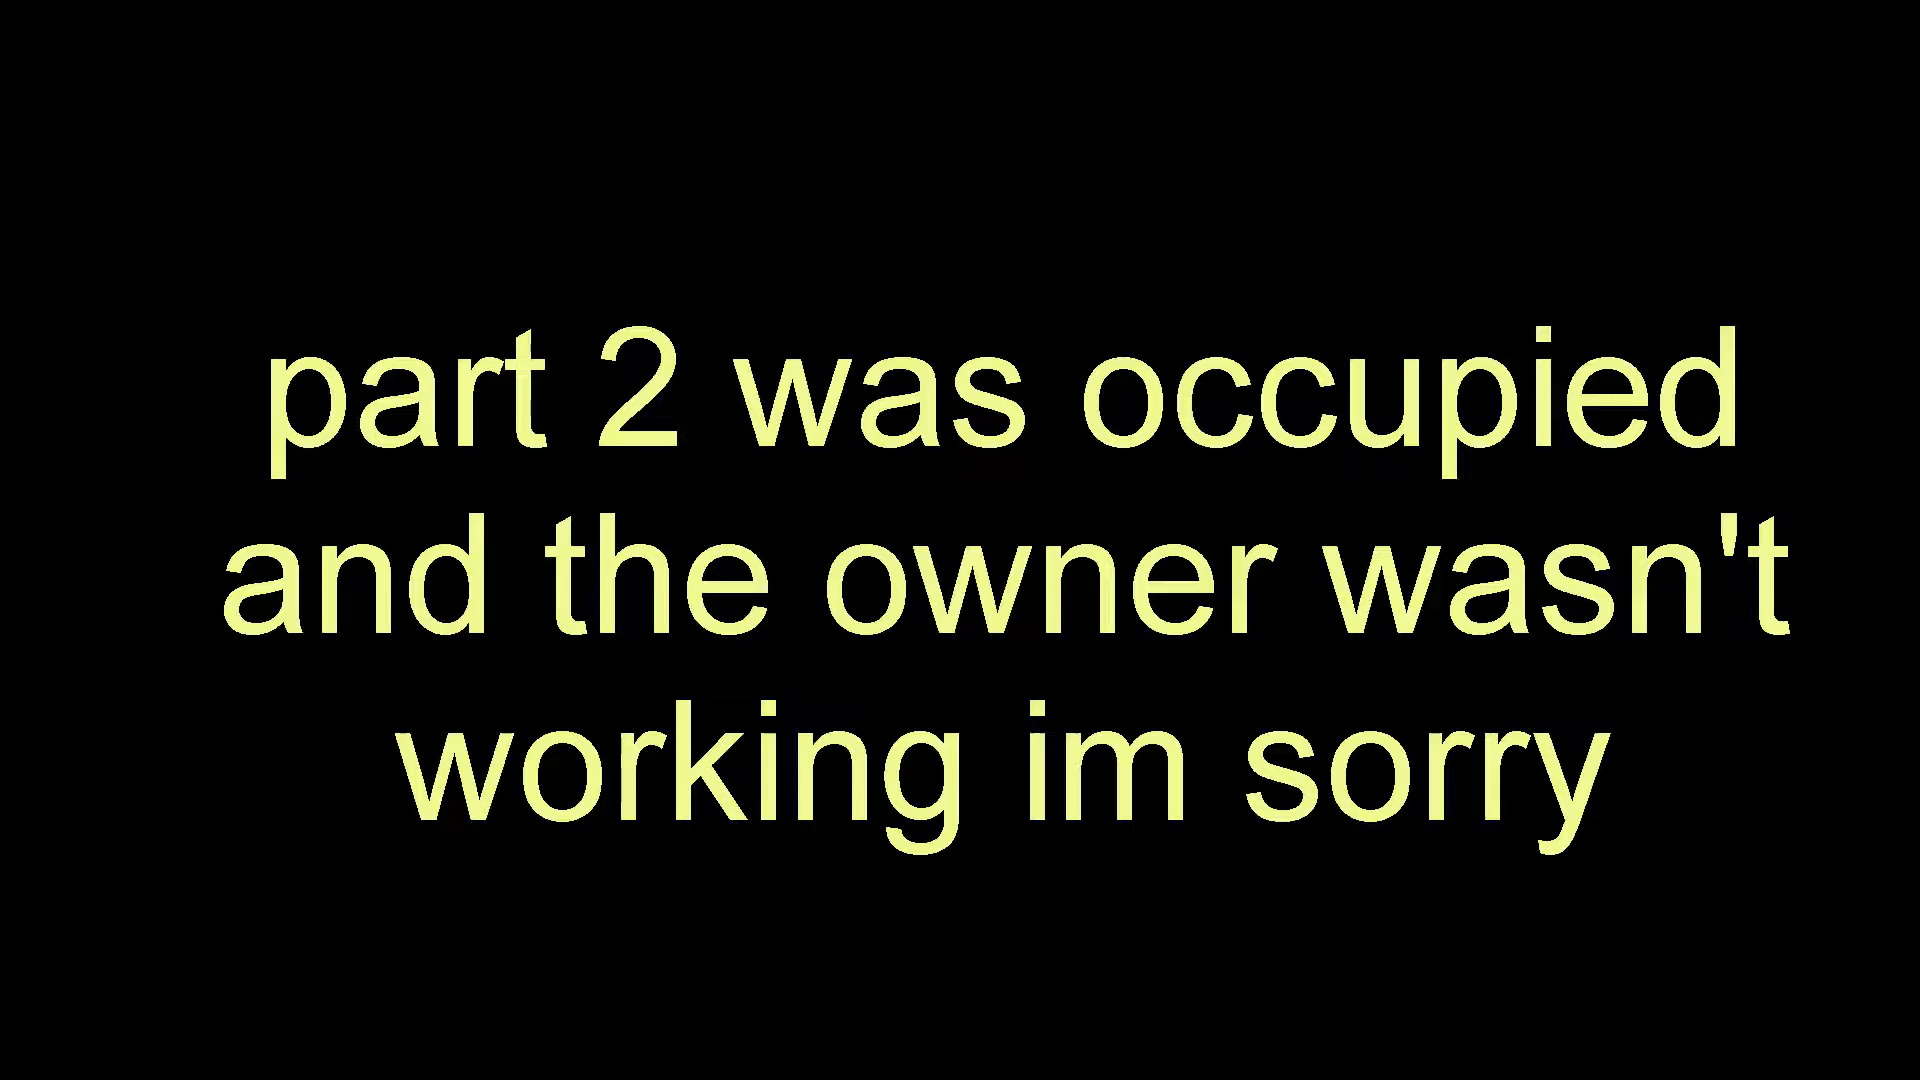 part 2 was occupied
and the owner wasn't
working im sorry